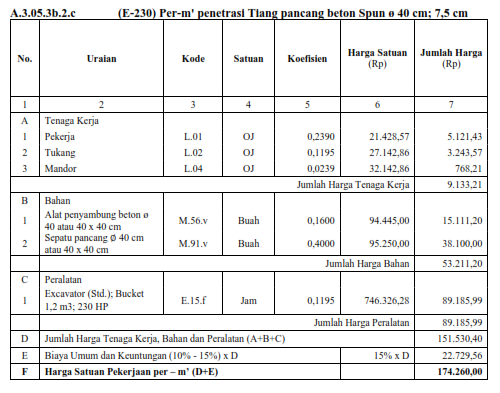 A.3.05.3b.2.c (E-230) Per-m' penetrasi Tiang pancang beton Spun ø 40 cm; 7,5 cm
No. Uraian Kode Satuan Koefisien Harga Satuan (Rp) Jumlah Harga (Rp)
1 2 3 4 5 6 7
A Tenaga Kerja
1 Pekerja L.01 OJ 0,2390 21.428,57 5.121,43
2 Tukang L.02 OJ 0,1195 27.142,86 3.243,57
3 Mandor L.04 OJ 0,0239 32.142,86 768,21
Jumlah Harga Tenaga Kerja 9.133,21
B Bahan
1 Alat penyambung beton ø 40 atau 40 x 40 cm M.56.v Buah 0,1600 94.445,00 15.111,20
2 Sepatu pancang Ø 40 cm atau 40 x 40 cm M.91.v Buah 0,4000 95.250,00 38.100,00
Jumlah Harga Bahan 53.211,20
C Peralatan
1 Excavator (Std.); Bucket 1,2 m3; 230 HP E.15.f Jam 0,1195 746.326,28 89.185,99
Jumlah Harga Peralatan 89.185,99
D Jumlah Harga Tenaga Kerja, Bahan dan Peralatan (A+B+C) 151.530,40
E Biaya Umum dan Keuntungan (10% - 15%) x D 15% x D 22.729,56
F Harga Satuan Pekerjaan per – m' (D+E) 174.260,00